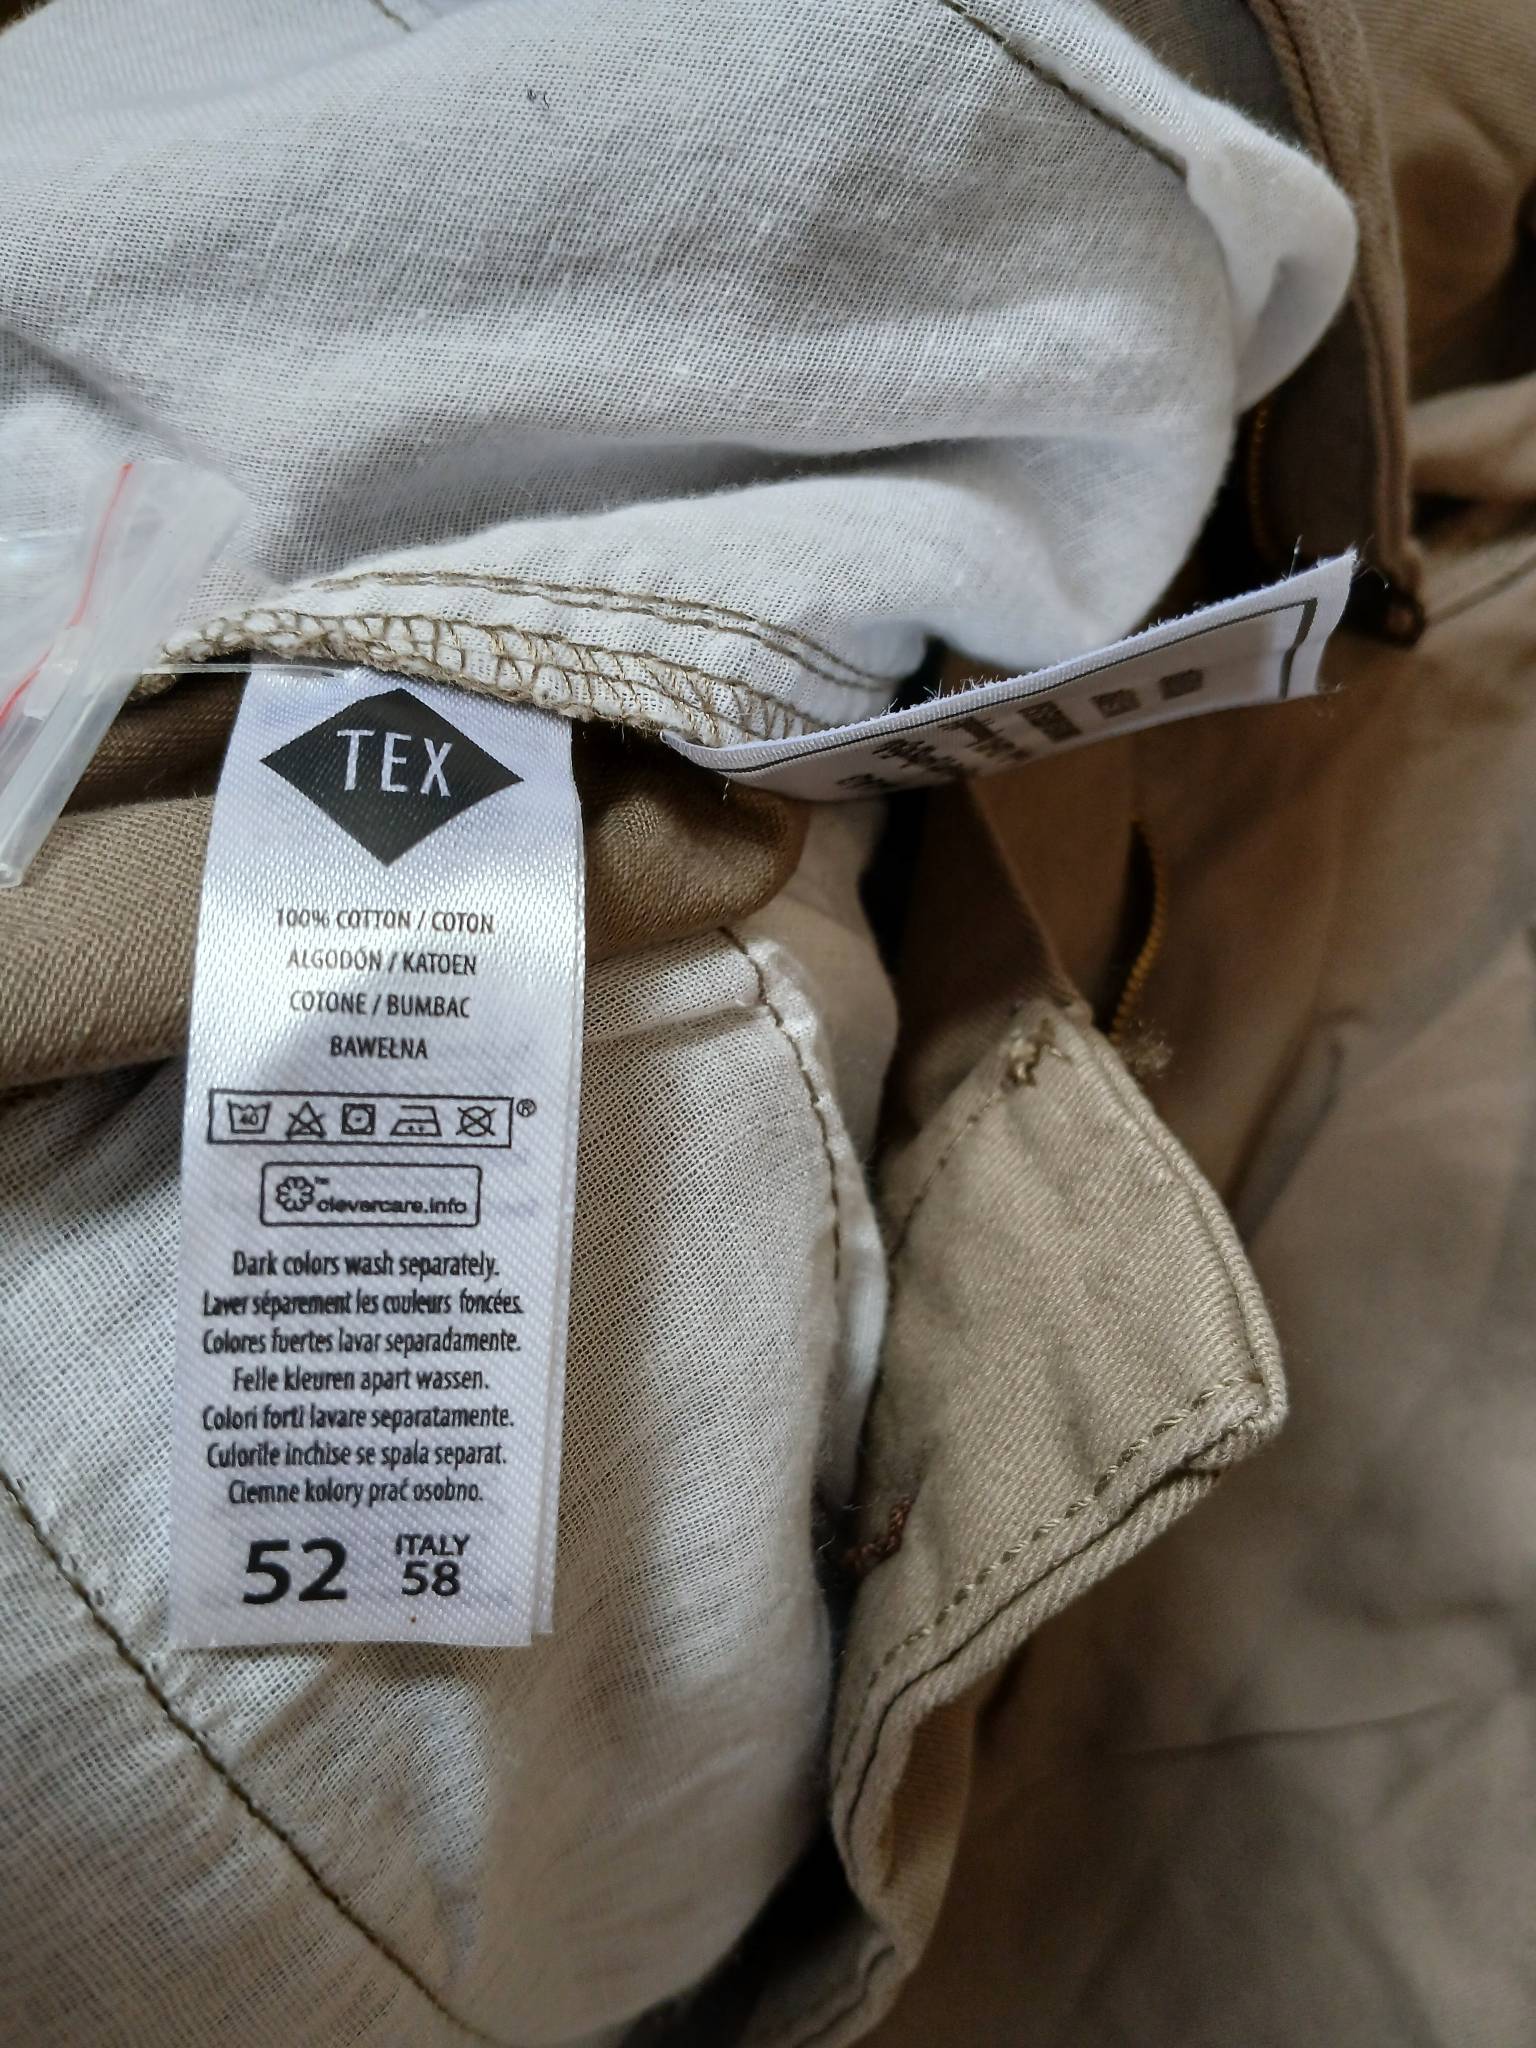 TEX
100% COTTON / COTON
ALGODÓN / KATOEN
COTONE / BUMBAC
BAWEŁNA
40
®
™
clevercare.info
Dark colors wash separately.
Laver séparement les couleurs foncées.
Colores fuertes lavar separadamente.
Felle kleuren apart wassen.
Colori forti lavare separatamente.
Culorile inchise se spala separat.
Ciemne kolory prać osobno.
52 ITALY
58